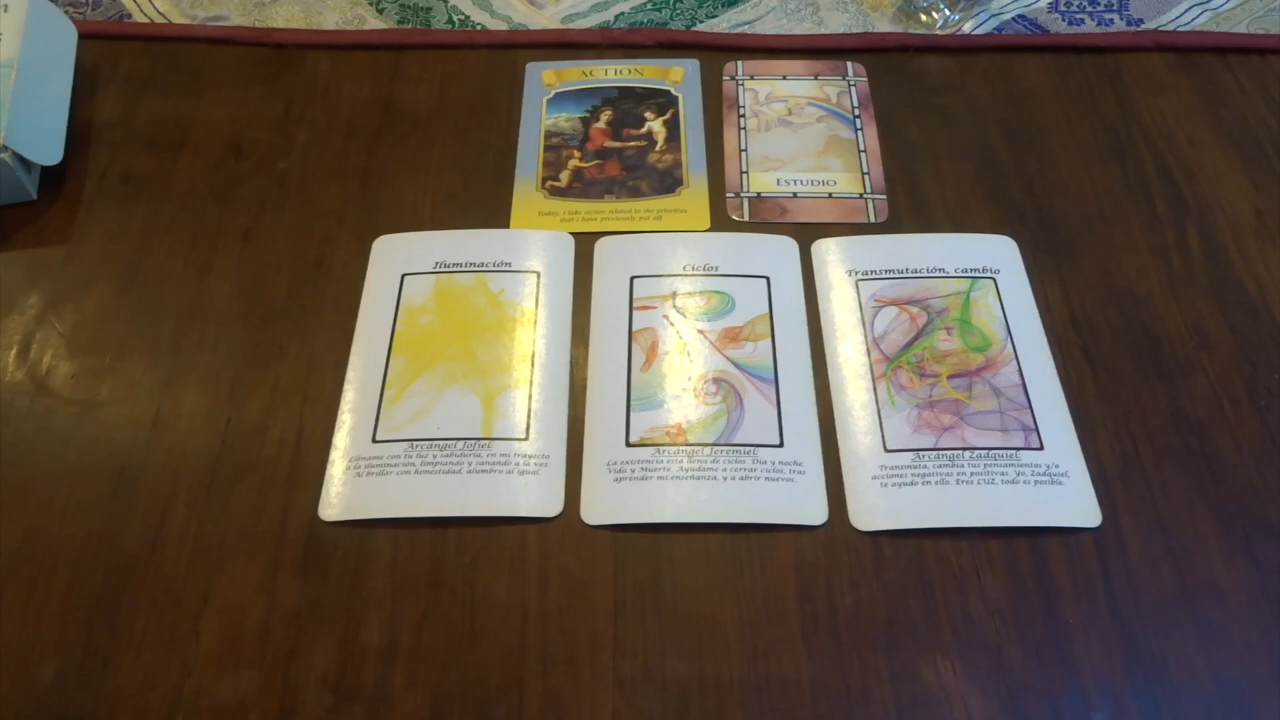 ACTION
Today, I take action related to the priorities
that I have previously put off.
ESTUDIO
Iluminación
Arcángel Jofiel:
Lléname con tu luz y sabiduría, en mi trayecto
a la iluminación, limpiando y sanando a la vez.
Al brillar con honestidad, alumbro al igual.
Ciclos
Arcángel Jeremiel:
La existencia está llena de ciclos. Día y noche.
Vida y Muerte. Ayúdame a cerrar ciclos, tras
aprender mi enseñanza, y a abrir nuevos.
Transmutación, cambio
Arcángel Zadquiel:
Transmuta, cambia tus pensamientos y/o
acciones negativas en positivas. Yo, Zadquiel,
te ayudo en ello. Eres LUZ, todo es posible.